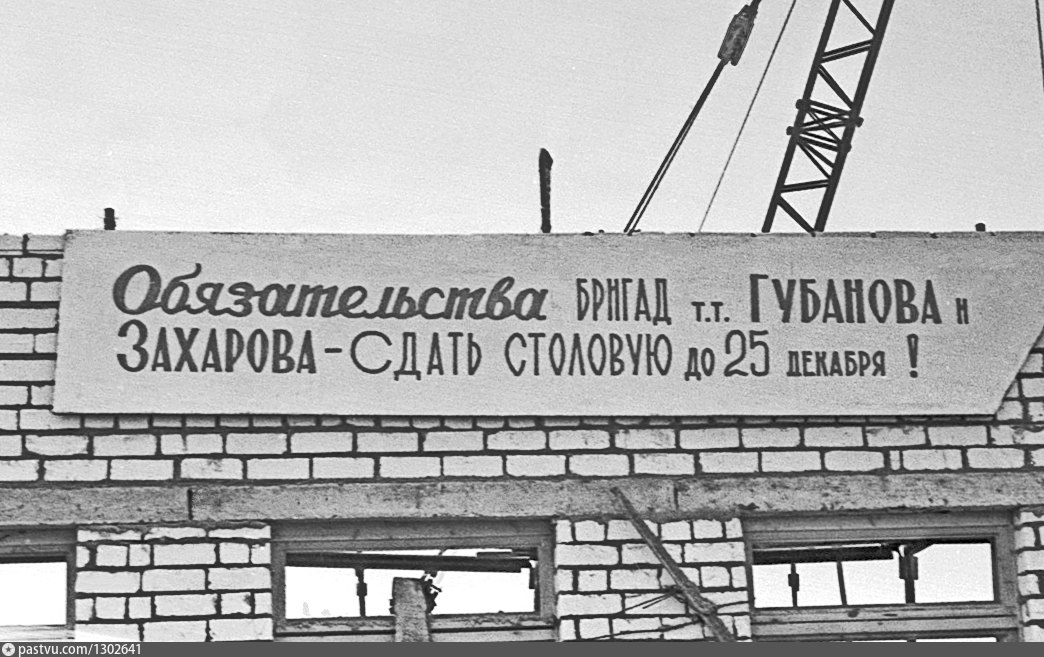 Обязательства БРИГАД т.т. ГУБАНОВА и
ЗАХАРОВА - СДАТЬ СТОЛОВУЮ ДО 25 ДЕКАБРЯ !
pastvu.com/1302641